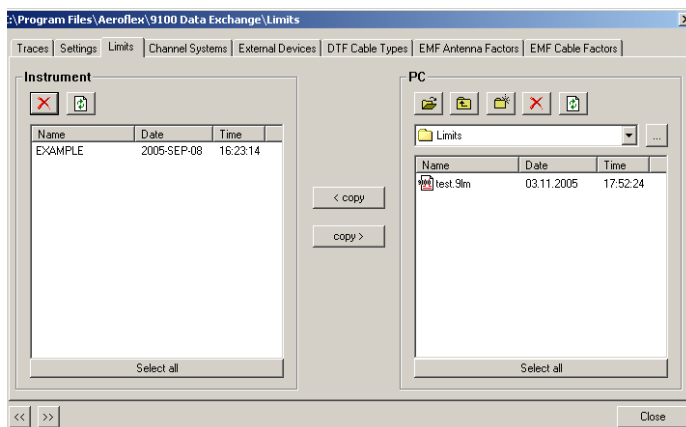 :\Program Files\Aeroflex\9100 Data Exchange\Limits
Traces Settings Limits Channel Systems External Devices DTF Cable Types EMF Antenna Factors EMF Cable Factors
Instrument
Name Date Time
EXAMPLE 2005-SEP-08 16:23:14
Select all
< copy
copy >
PC
Limits
...
Name Date Time
test.9lm 03.11.2005 17:52:24
Select all
<< >>
Close